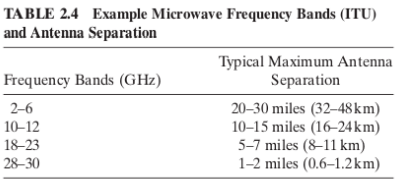 TABLE 2.4 Example Microwave Frequency Bands (ITU)
and Antenna Separation
Typical Maximum Antenna
Frequency Bands (GHz) Separation
2–6 20–30 miles (32–48 km)
10–12 10–15 miles (16–24 km)
18–23 5–7 miles (8–11 km)
28–30 1–2 miles (0.6–1.2 km)